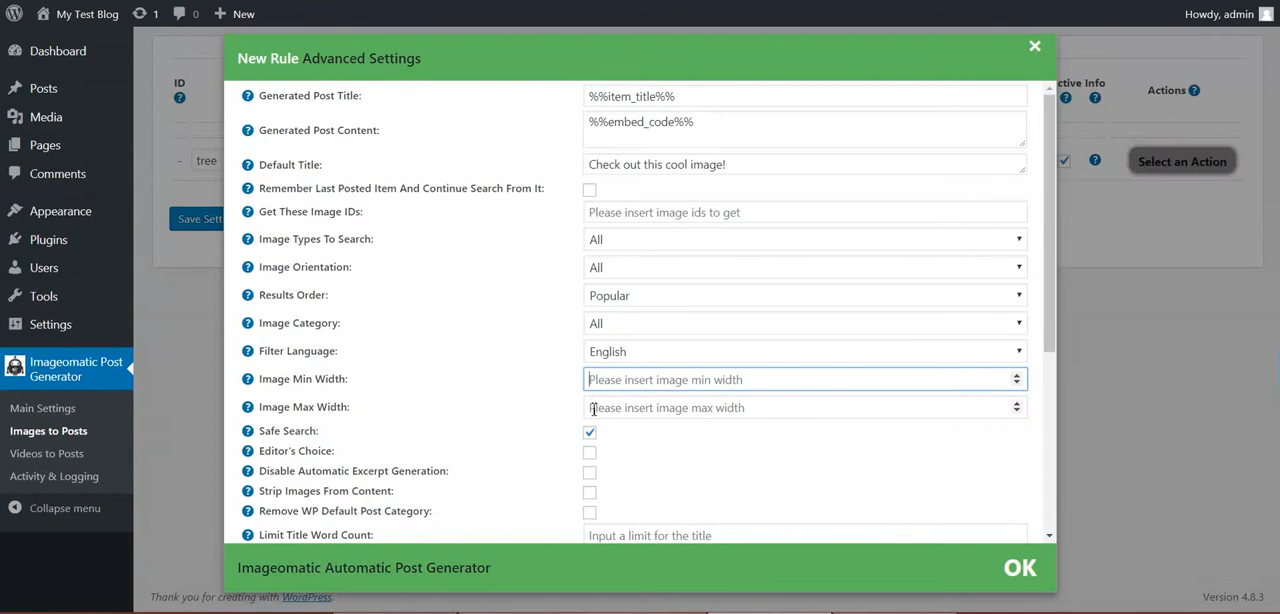 My Test Blog 1 0 New Howdy, admin
Dashboard
Posts
Media
Pages
Comments
Appearance
Plugins
Users
Tools
Settings
Imageomatic Post
Generator
Main Settings
Images to Posts
Videos to Posts
Activity & Logging
Collapse menu
ID
- tree
Save Sett
ctive Info Actions
Select an Action
New Rule Advanced Settings
Generated Post Title: %%item_title%%
Generated Post Content: %%embed_code%%
Default Title: Check out this cool image!
Remember Last Posted Item And Continue Search From It:
Get These Image IDs: Please insert image ids to get
Image Types To Search: All
Image Orientation: All
Results Order: Popular
Image Category: All
Filter Language: English
Image Min Width: Please insert image min width
Image Max Width: Please insert image max width
Safe Search:
Editor's Choice:
Disable Automatic Excerpt Generation:
Strip Images From Content:
Remove WP Default Post Category:
Limit Title Word Count: Input a limit for the title
Imageomatic Automatic Post Generator OK
Thank you for creating with WordPress. Version 4.8.3